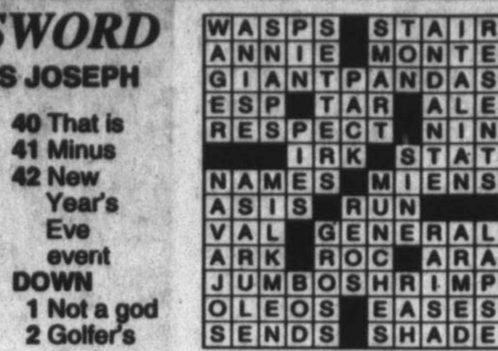 SWORD
S JOSEPH
40 That is
41 Minus
42 New
Year's
Eve
event
DOWN
1 Not a god
2 Golfer's
WASPS STAIR
ANNIE MONTE
GIANTPANDAS
ESP TAR ALE
RESPECT NIN
IRK STAT
NAMES MIENS
ASIS RUN
VAL GENERAL
ARK ROC ARA
JUMBOSHRIMP
OLEOS EASES
SENDS SHADE